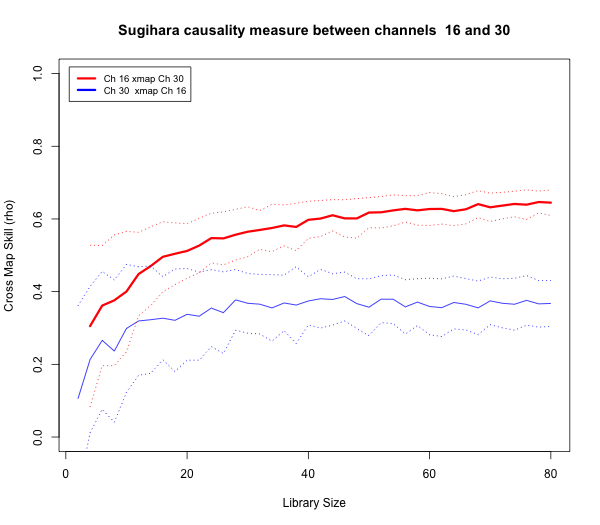 Sugihara causality measure between channels  16 and 30
Ch 16 xmap Ch 30
Ch 30  xmap Ch 16
Cross Map Skill (rho)
1.0
0.8
0.6
0.4
0.2
0.0
0 20 40 60 80
Library Size